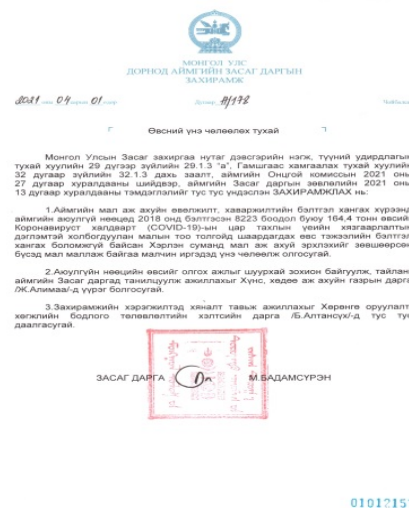 МОНГОЛ УЛС
ДОРНОД АЙМГИЙН ЗАСАГ ДАРГЫН
ЗАХИРАМЖ
2021 оны 04 сарын 01 өдөр Дугаар А/178 Чойбалса
Өвсний үнэ чөлөөлөх тухай
Монгол Улсын Засаг захиргаа нутаг дэвсгэрийн нэгж, түүний удирдлагын
тухай хуулийн 29 дүгээр зүйлийн 29.1.3 "а", Гамшгаас хамгаалах тухай хуулийн
32 дугаар зүйлийн 32.1.3 дахь заалт, аймгийн Онцгой комиссын 2021 оны
27 дугаар хуралдааны шийдвэр, аймгийн Засаг даргын зөвлөлийн 2021 оны
13 дугаар хуралдааны тэмдэглэлийг тус тус үндэслэн ЗАХИРАМЖЛАХ нь:
1.Аймгийн мал аж ахуйн өвөлжилт, хаваржилтийн бэлтгэл хангах хүрээнд
аймгийн аюулгүй нөөцөд 2018 онд бэлтгэсэн 8223 боодол буюу 164,4 тонн өвсийг
Коронавируст халдварт (COVID-19)-ын цар тахлын үеийн хязгаарлалтын
дэглэмтэй холбогдуулан малын тоо толгойд шаардагдах өвс тэжээлийн бэлтгэл
хангах боломжгүй байсан Хэрлэн суманд мал аж ахуй эрхлэхийг зөвшөөрсөн
бүсэд мал маллаж байгаа малчин иргэдэд үнэ чөлөөлж олгосугай.
2.Аюулгүйн нөөцийн өвсийг олгох ажлыг шуурхай зохион байгуулж, тайлан
аймгийн Засаг даргад танилцуулж ажиллахыг Хүнс, хөдөө аж ахуйн газрын дарга
/Ж.Алимаа/-д үүрэг болгосугай.
3.Захирамжийн хэрэгжилтэд хяналт тавьж ажиллахыг Хөрөнгө оруулалт,
хөгжлийн бодлого төлөвлөлтийн хэлтсийн дарга /Б.Алтансүх/-д тус тус
даалгасугай.
ЗАСАГ ДАРГА М.БАДАМСҮРЭН
0101215